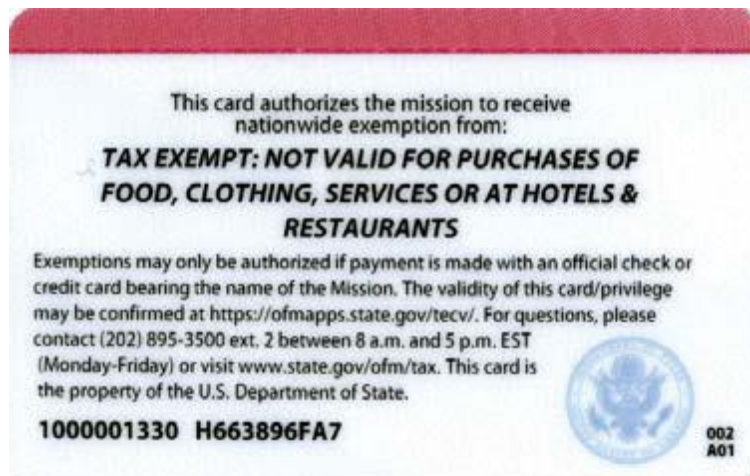 This card authorizes the mission to receive
nationwide exemption from:
TAX EXEMPT: NOT VALID FOR PURCHASES OF
FOOD, CLOTHING, SERVICES OR AT HOTELS &
RESTAURANTS
Exemptions may only be authorized if payment is made with an official check or
credit card bearing the name of the Mission. The validity of this card/privilege
may be confirmed at https://ofmapps.state.gov/tecv/. For questions, please
contact (202) 895-3500 ext. 2 between 8 a.m. and 5 p.m. EST
(Monday-Friday) or visit www.state.gov/ofm/tax. This card is
the property of the U.S. Department of State.
1000001330 H663896FA7
002
A01